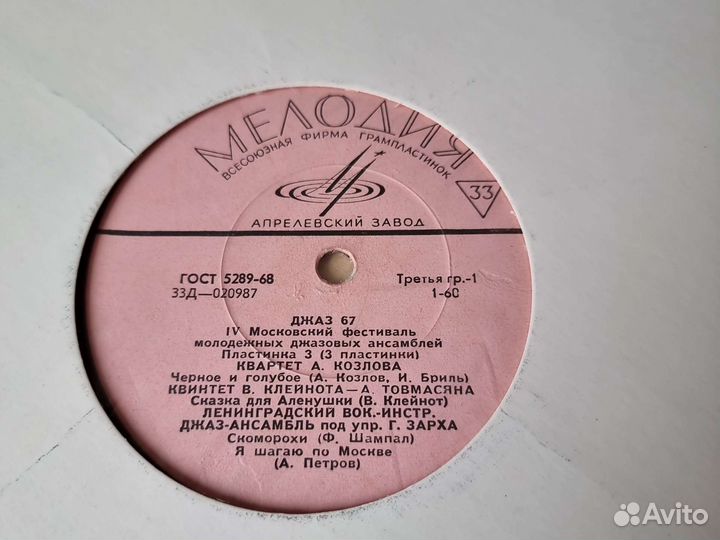 МЕЛОДИЯ
ВСЕСОЮЗНАЯ ФИРМА ГРАМПЛАСТИНОК
33
АПРЕЛЕВСКИЙ ЗАВОД
ГОСТ 5289-68 Третья гр.-1
33Д—020987 1-60
ДЖАЗ 67
IV Московский фестиваль
молодежных джазовых ансамблей
Пластинка 3 (3 пластинки)
КВАРТЕТ А. КОЗЛОВА
Черное и голубое (А. Козлов, И. Бриль)
КВИНТЕТ В. КЛЕЙНОТА—А. ТОВМАСЯНА
Сказка для Аленушки (В. Клейнот)
ЛЕНИНГРАДСКИЙ ВОК.-ИНСТР.
ДЖАЗ-АНСАМБЛЬ под упр. Г. ЗАРХА
Скоморохи (Ф. Шампал)
Я шагаю по Москве
(А. Петров)
Avito